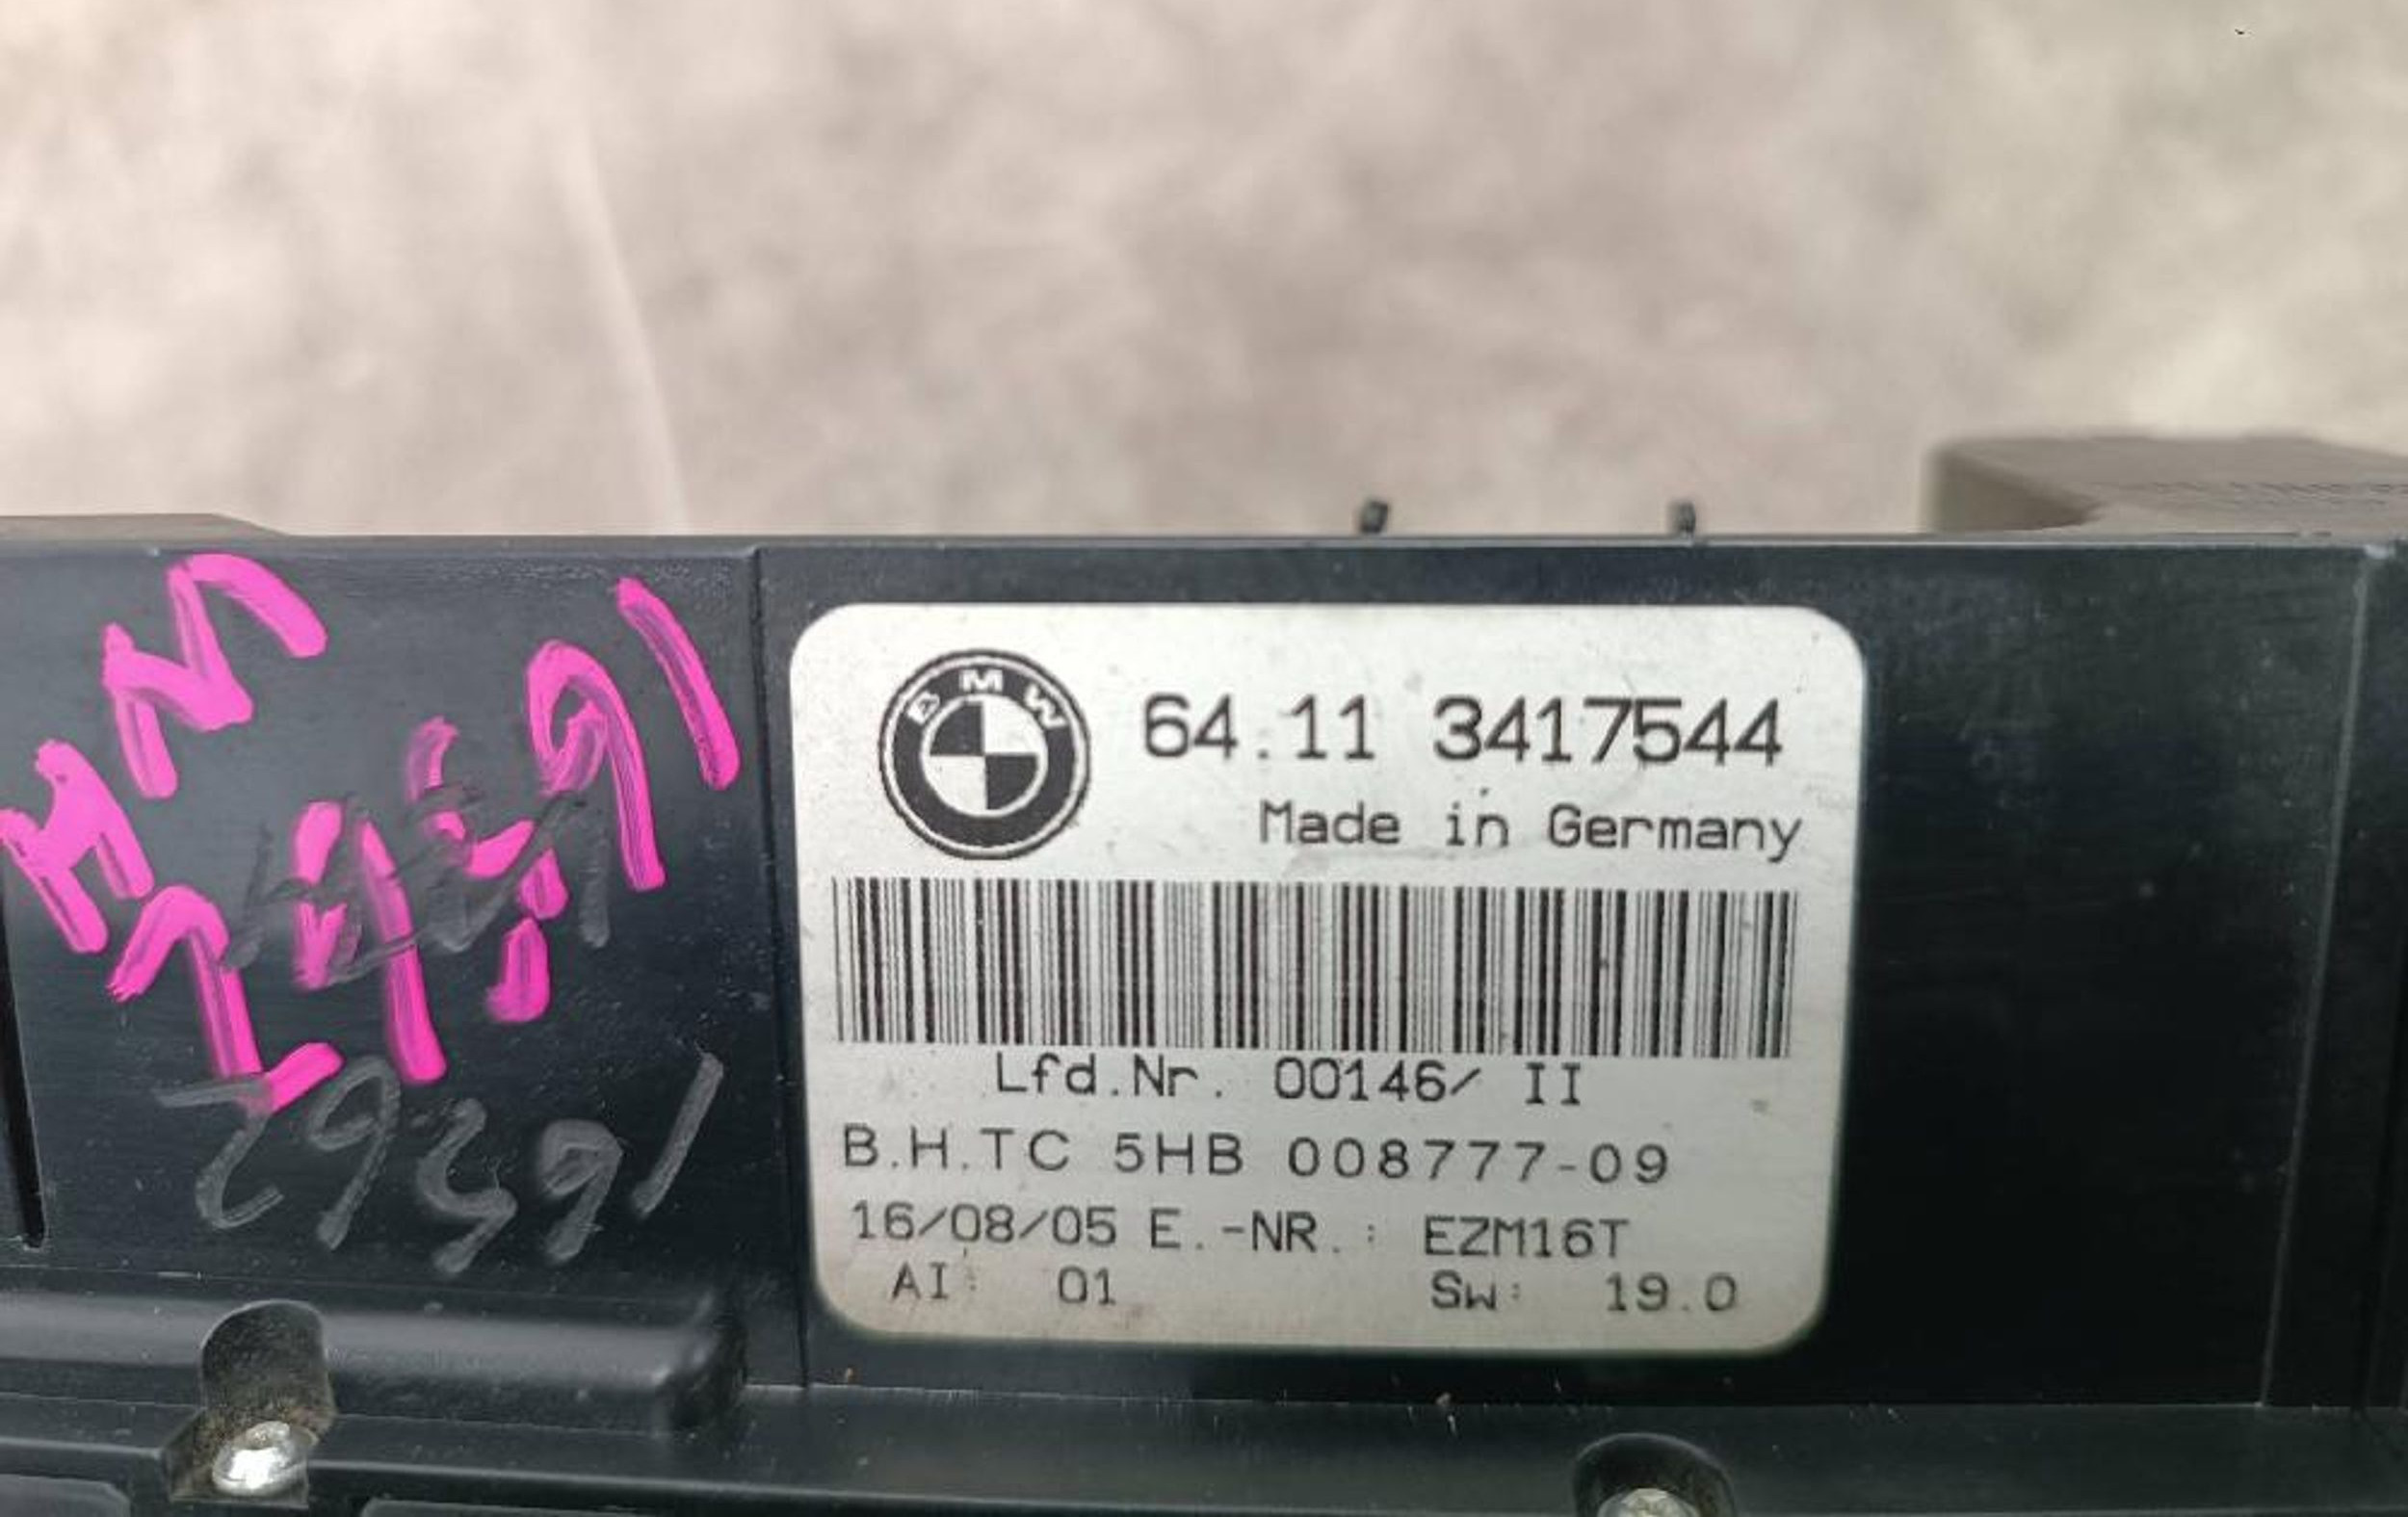 BMW
64.11 3417544
Made in Germany
Lfd.Nr. 00146/ II
B.H.TC 5HB 008777-09
16/08/05 E.-NR.: EZM16T
AI: 01 Sw: 19.0